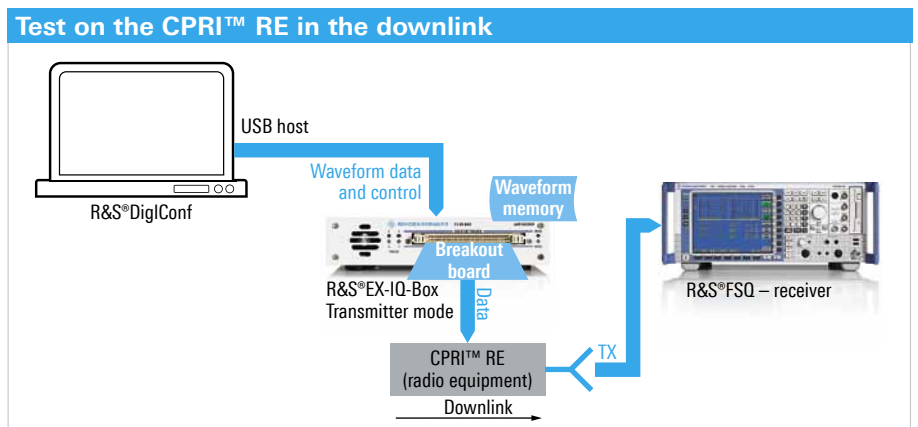 Test on the CPRI™ RE in the downlink
USB host
Waveform data
and control
R&S®DigIConf
Waveform
memory
Breakout
board
R&S®EX-IQ-Box
Transmitter mode
Data
R&S®FSQ – receiver
CPRI™ RE
(radio equipment)
TX
Downlink